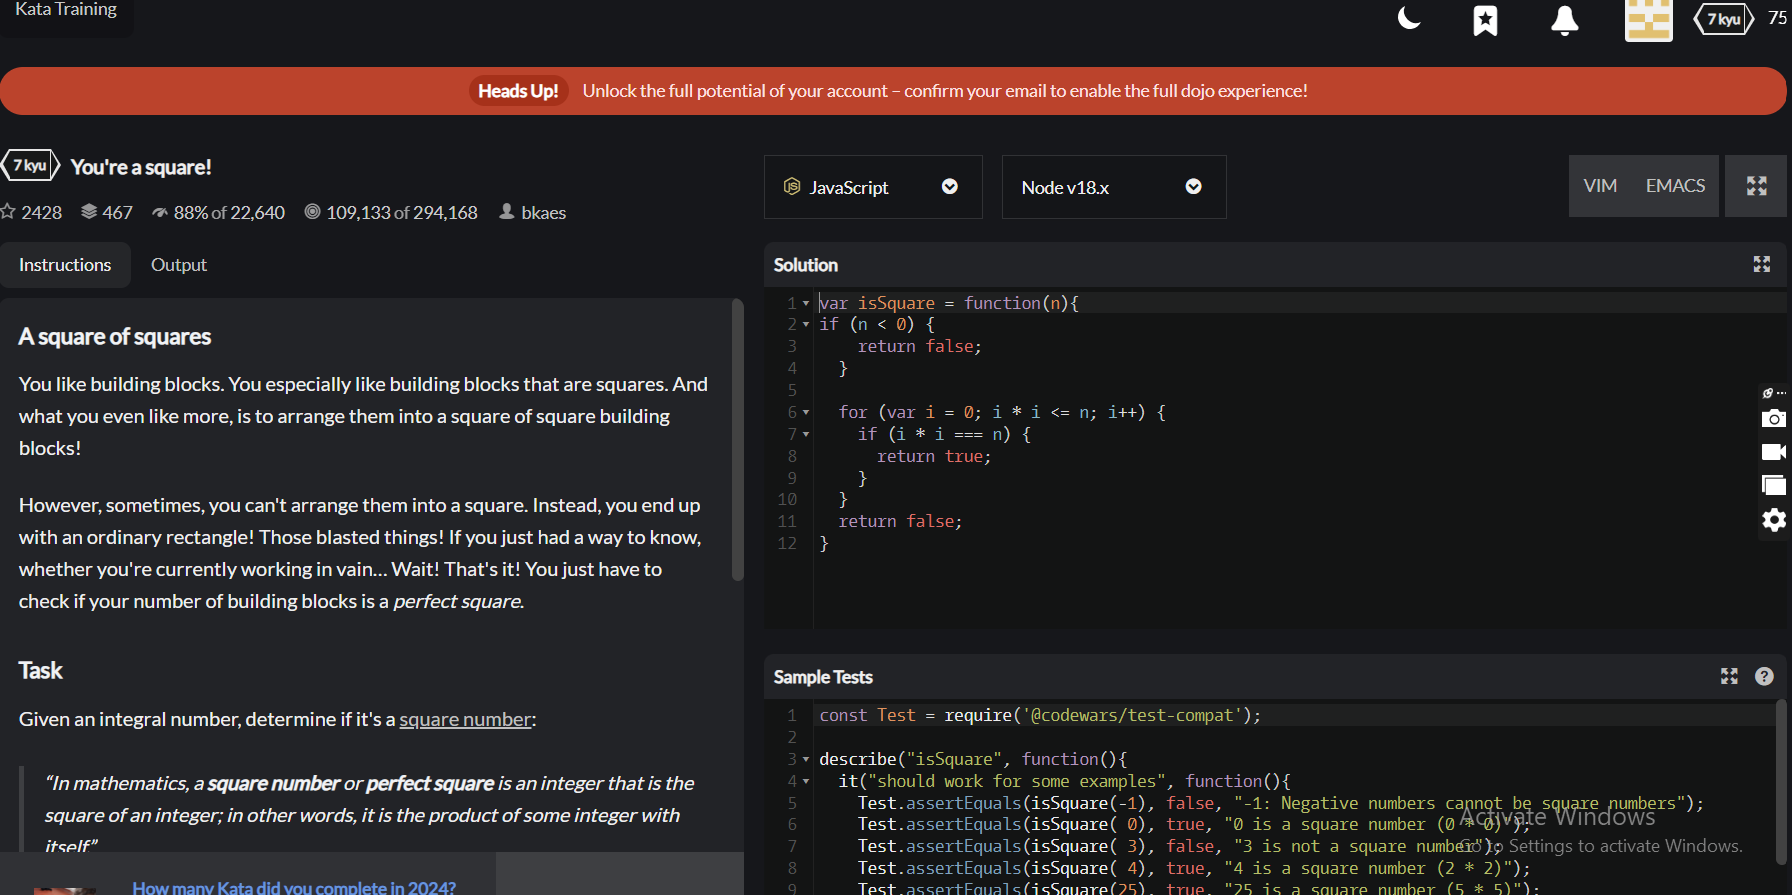 Kata Training
7 kyu 75
Heads Up! Unlock the full potential of your account – confirm your email to enable the full dojo experience!
7 kyu You're a square!
2428 467 88% of 22,640 109,133 of 294,168 bkaes
JavaScript Node v18.x VIM EMACS
Instructions Output
A square of squares
You like building blocks. You especially like building blocks that are squares. And
what you even like more, is to arrange them into a square of square building
blocks!
However, sometimes, you can't arrange them into a square. Instead, you end up
with an ordinary rectangle! Those blasted things! If you just had a way to know,
whether you're currently working in vain… Wait! That's it! You just have to
check if your number of building blocks is a perfect square.
Task
Given an integral number, determine if it's a square number:
“In mathematics, a square number or perfect square is an integer that is the
square of an integer; in other words, it is the product of some integer with
itself.”
How many Kata did you complete in 2024?
Solution
1 var isSquare = function(n){
2 if (n < 0) {
3 return false;
4 }
5
6 for (var i = 0; i * i <= n; i++) {
7 if (i * i === n) {
8 return true;
9 }
10 }
11 return false;
12 }
Sample Tests
1 const Test = require('@codewars/test-compat');
2
3 describe("isSquare", function(){
4 it("should work for some examples", function(){
5 Test.assertEquals(isSquare(-1), false, "-1: Negative numbers cannot be square numbers");
6 Test.assertEquals(isSquare( 0), true, "0 is a square number (0 * 0)");
7 Test.assertEquals(isSquare( 3), false, "3 is not a square number");
8 Test.assertEquals(isSquare( 4), true, "4 is a square number (2 * 2)");
9 Test.assertEquals(isSquare(25), true, "25 is a square number (5 * 5)");
Activate Windows
Go to Settings to activate Windows.